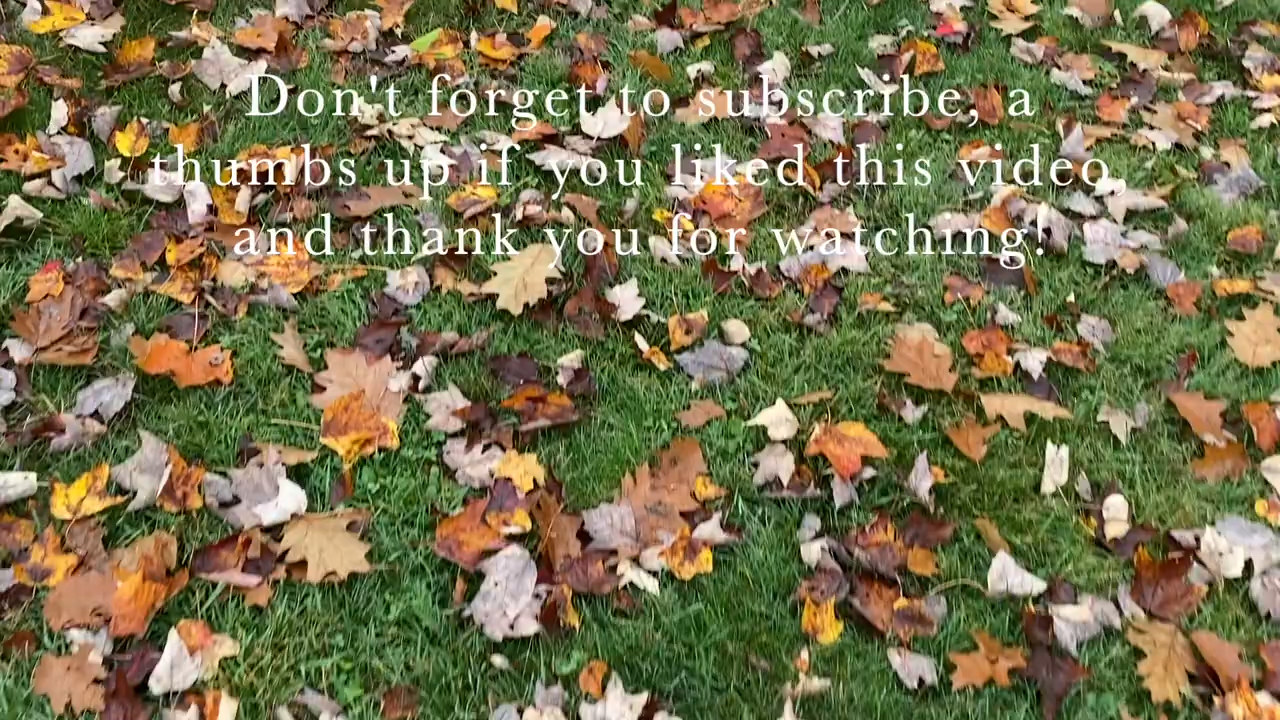 Don't forget to subscribe, a
thumbs up if you liked this video,
and thank you for watching!